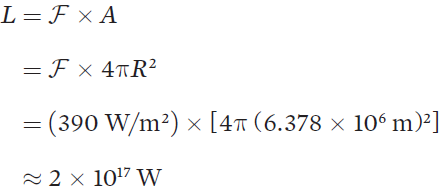 L = ℱ × A
= ℱ × 4πR²
= (390 W/m²) × [4π (6.378 × 10⁶ m)²]
≈ 2 × 10¹⁷ W